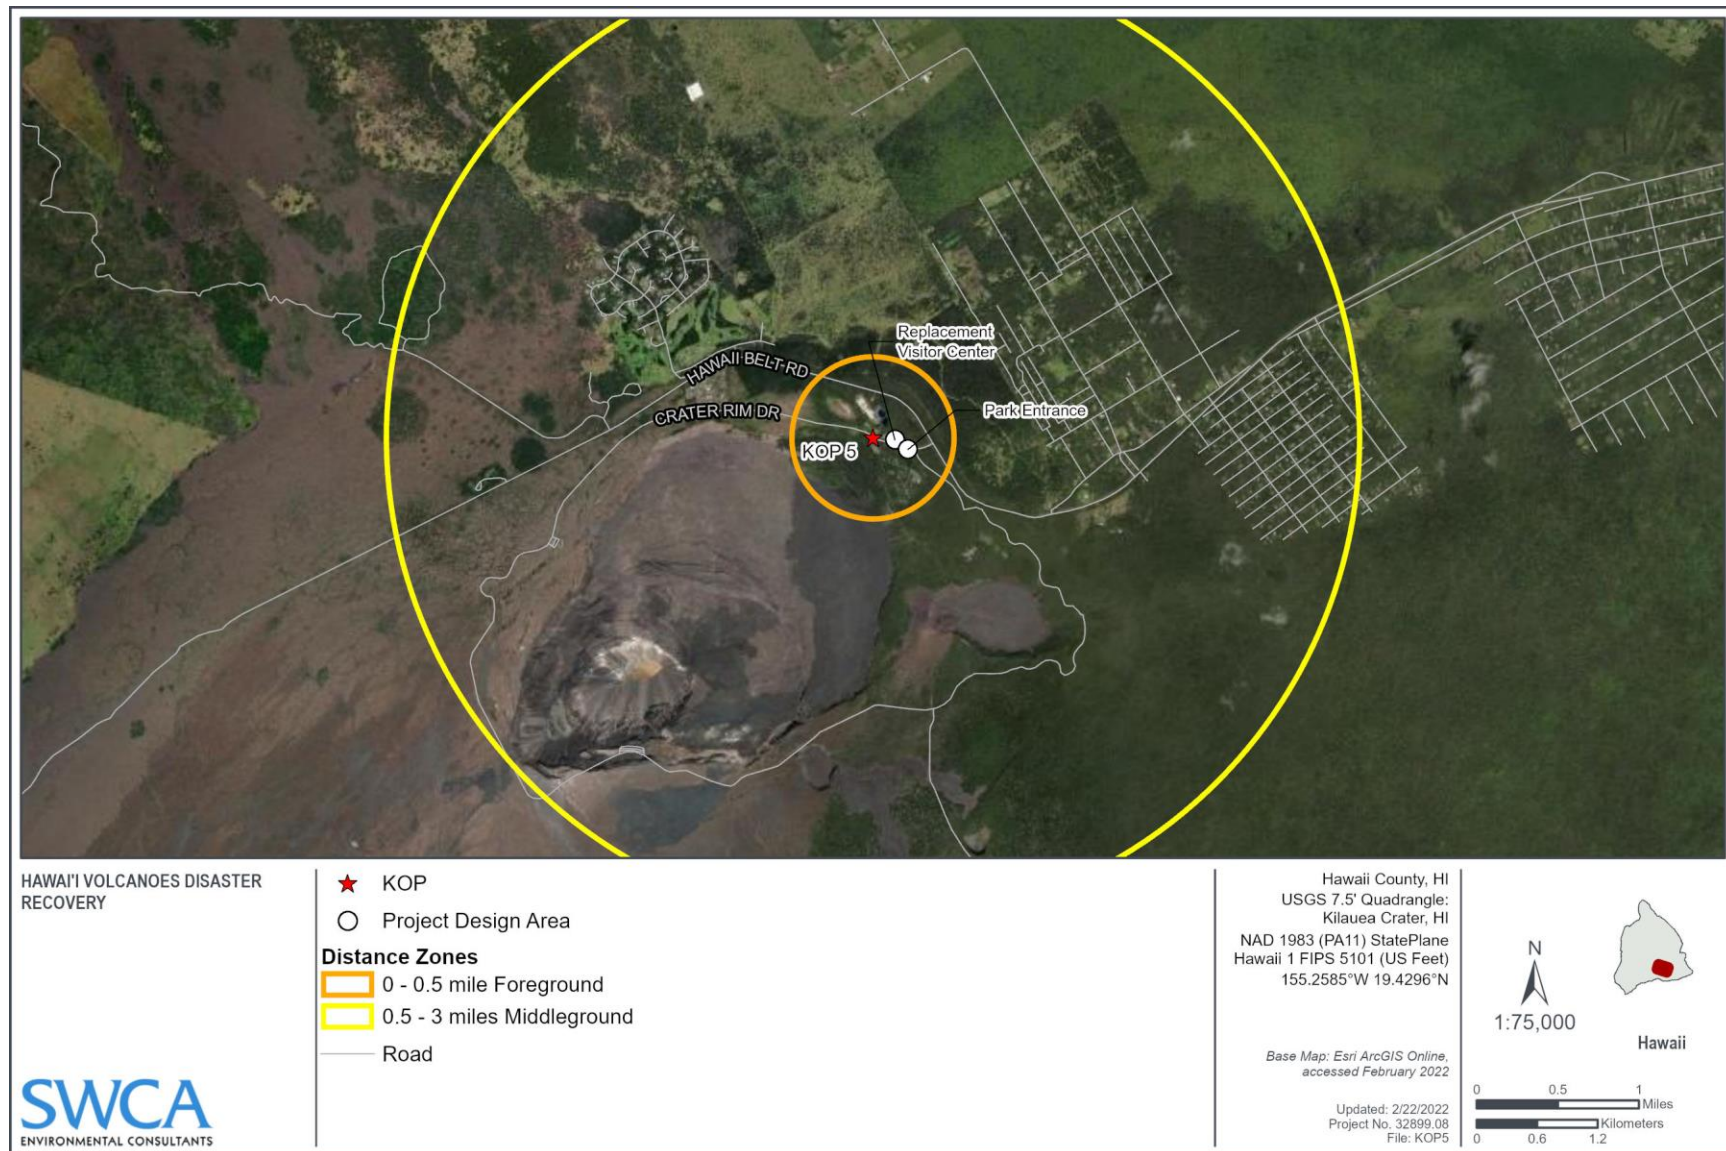 Replacement
Visitor Center
HAWAII BELT RD
CRATER RIM DR
Park Entrance
KOP 5
HAWAI'I VOLCANOES DISASTER
RECOVERY
KOP
Project Design Area
Distance Zones
0 - 0.5 mile Foreground
0.5 - 3 miles Middleground
Road
SWCA
ENVIRONMENTAL CONSULTANTS
Hawaii County, HI
USGS 7.5' Quadrangle:
Kilauea Crater, HI
NAD 1983 (PA11) StatePlane
Hawaii 1 FIPS 5101 (US Feet)
155.2585°W 19.4296°N
Base Map: Esri ArcGIS Online,
accessed February 2022
Updated: 2/22/2022
Project No. 32899.08
File: KOP5
N
1:75,000
Hawaii
0 0.5 1
Miles
Kilometers
0 0.6 1.2